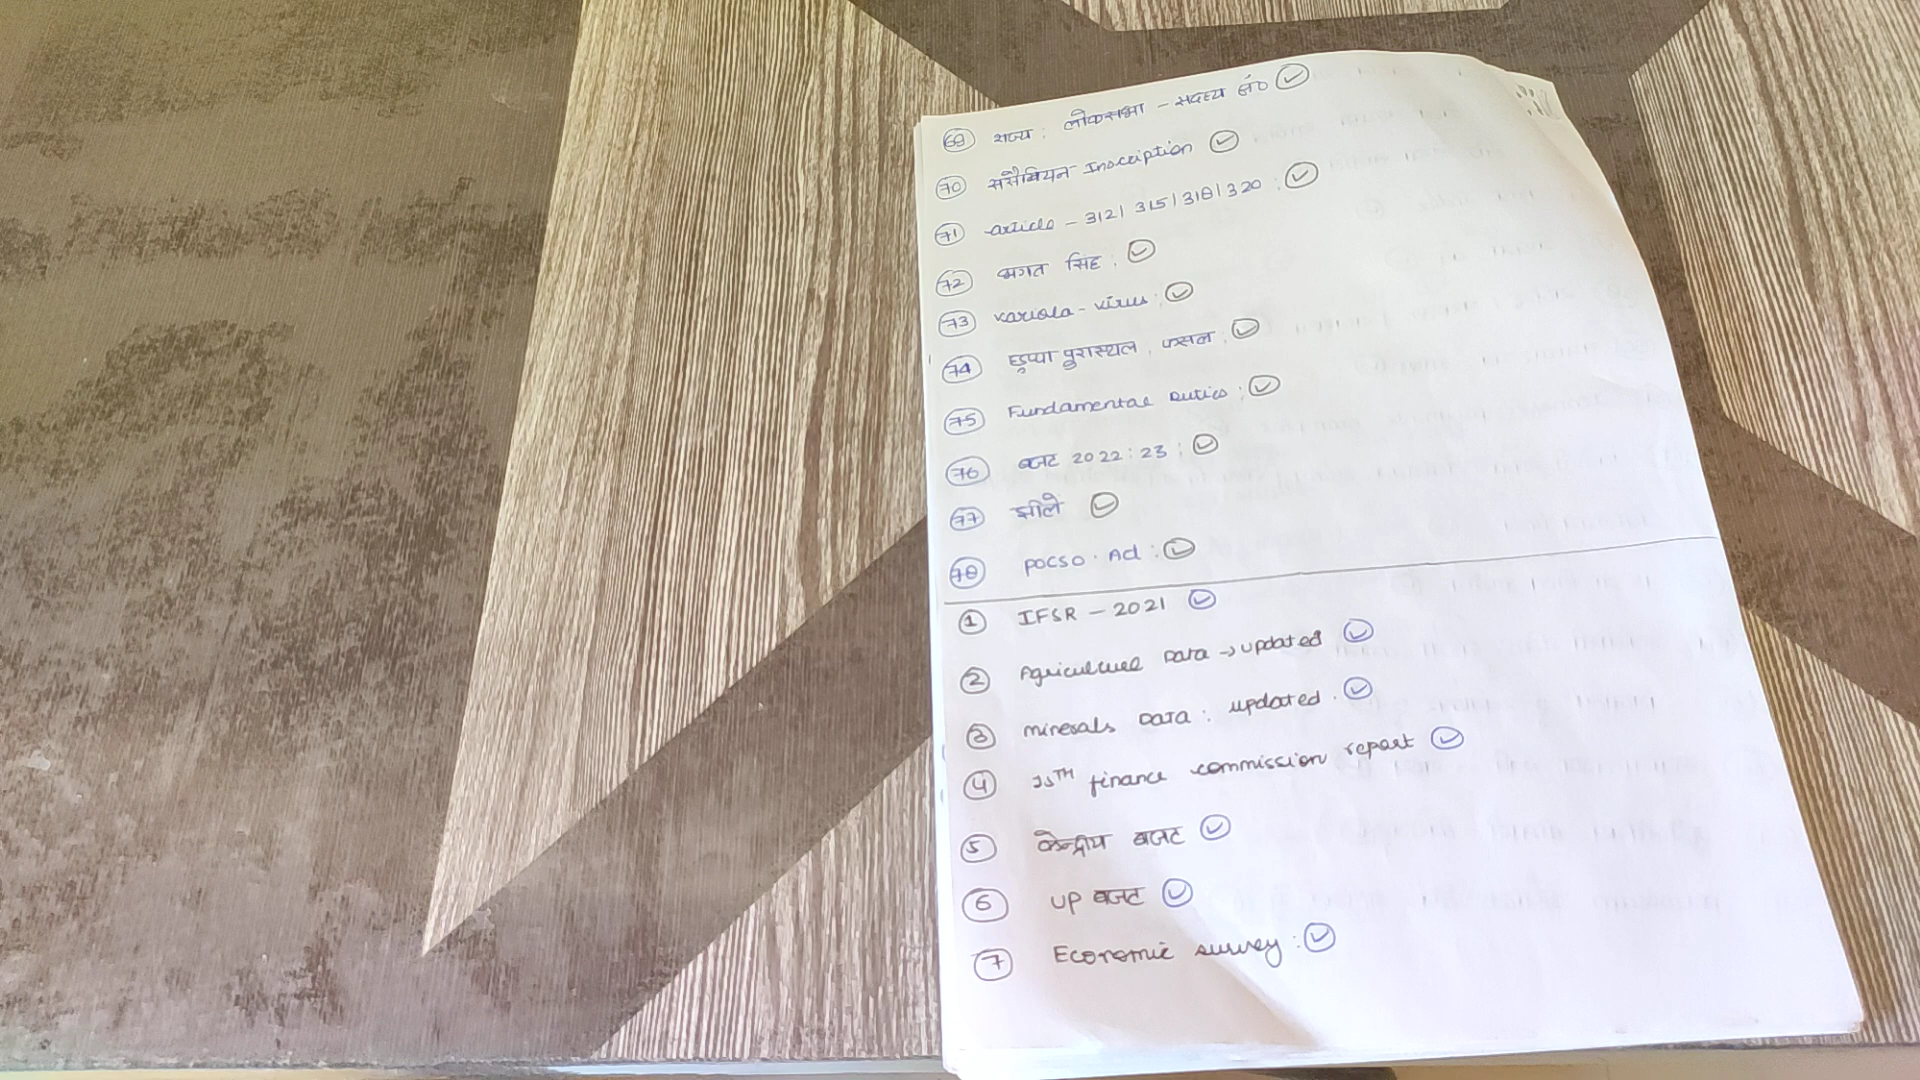 69 राज्य : लोकसभा - सदस्य सं०
70 ससैनियन Inscription
71 article - 312 | 315 | 318 | 320 :
72 भगत सिंह :
73 variola - virus :
74 हड़प्पा पुरास्थल , फसल :
75 Fundamental Duties :
76 बजट 2022 : 23 :
77 झीले
78 POCSO . Act :
1 IFSR - 2021
2 Agriculture Data → updated
3 minerals Data : updated .
4 15TH finance commission report
5 केन्द्रीय बजट
6 UP बजट
7 Economic survey :